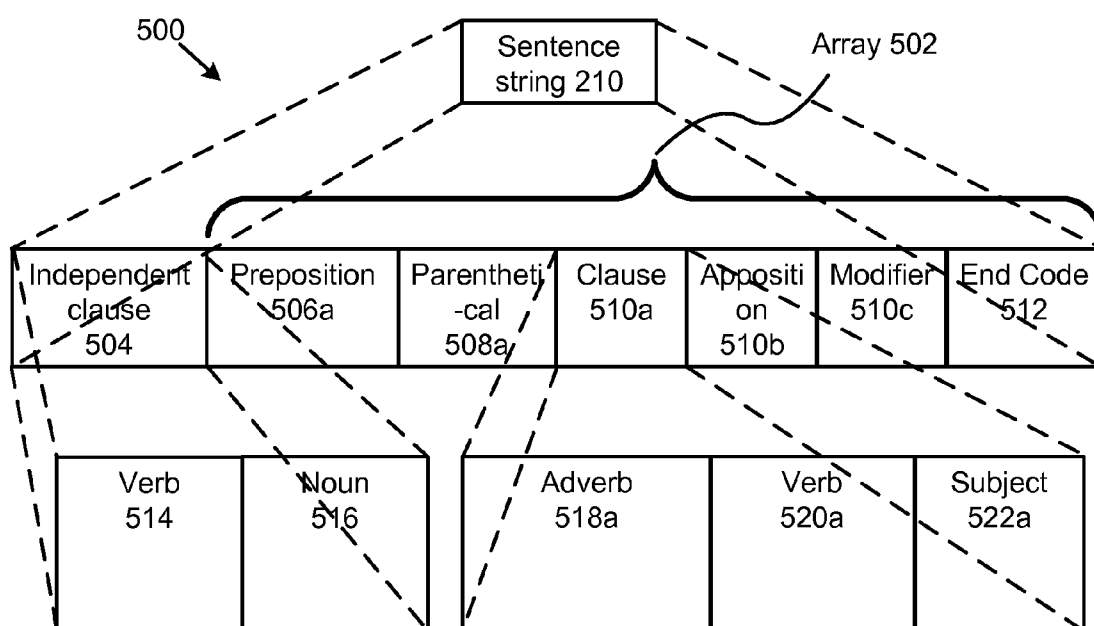 500
Sentence
string 210
Array 502
Independent
clause
504
Preposition
506a
Parentheti
-cal
508a
Clause
510a
Appositi
on
510b
Modifier
510c
End Code
512
Verb
514
Noun
516
Adverb
518a
Verb
520a
Subject
522a